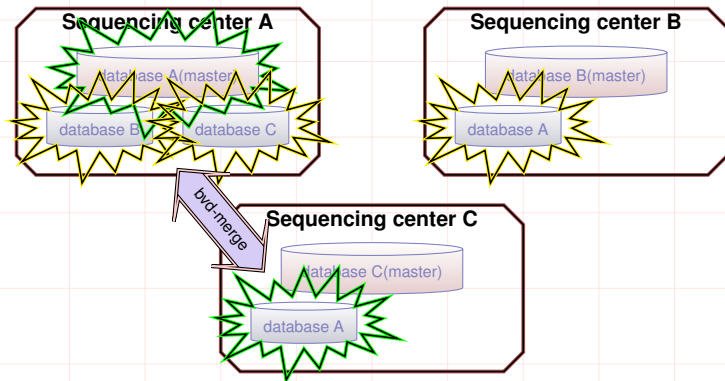 Sequencing center A
database A(master)
database B
database C
Sequencing center B
database B(master)
database A
bvd-merge
Sequencing center C
database C(master)
database A